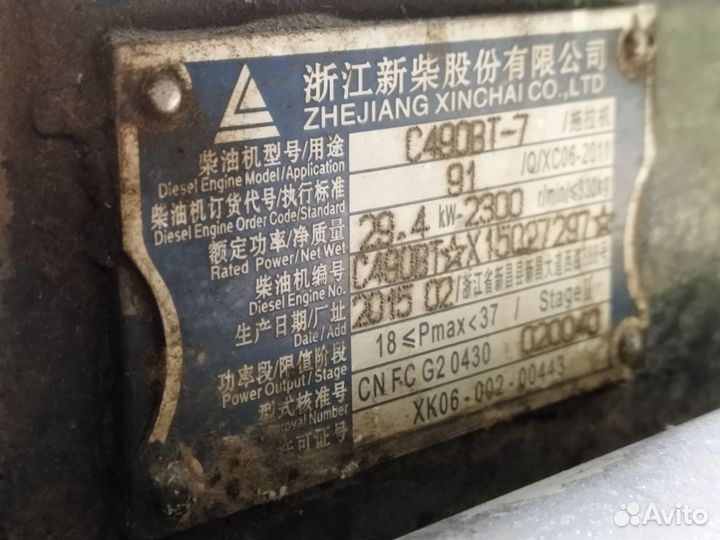 浙江新柴股份有限公司
ZHEJIANG XINCHAI CO.,LTD
柴油机型号/用途 C490BT-7 /拖拉机
Diesel Engine Model/Application
柴油机订货代号/执行标准 91 /Q/XC06-2011
Diesel Engine Order Code/Standard
额定功率/净质量 29.4 kW-2300 r/min/≤330kg
Rated Power/Net Wet
柴油机编号 C490BT☆X15027297☆
Diesel Engine No.
生产日期/厂址 2015 02/浙江省新昌县新昌大道西路888号
Date/Add
功率段/限值阶段 18≤Pmax<37 / Stage II
Power Output/Stage
型式核准号 CN FC G2 0430 020040
roval Number
许可证号 XK06-002-00443
Avito